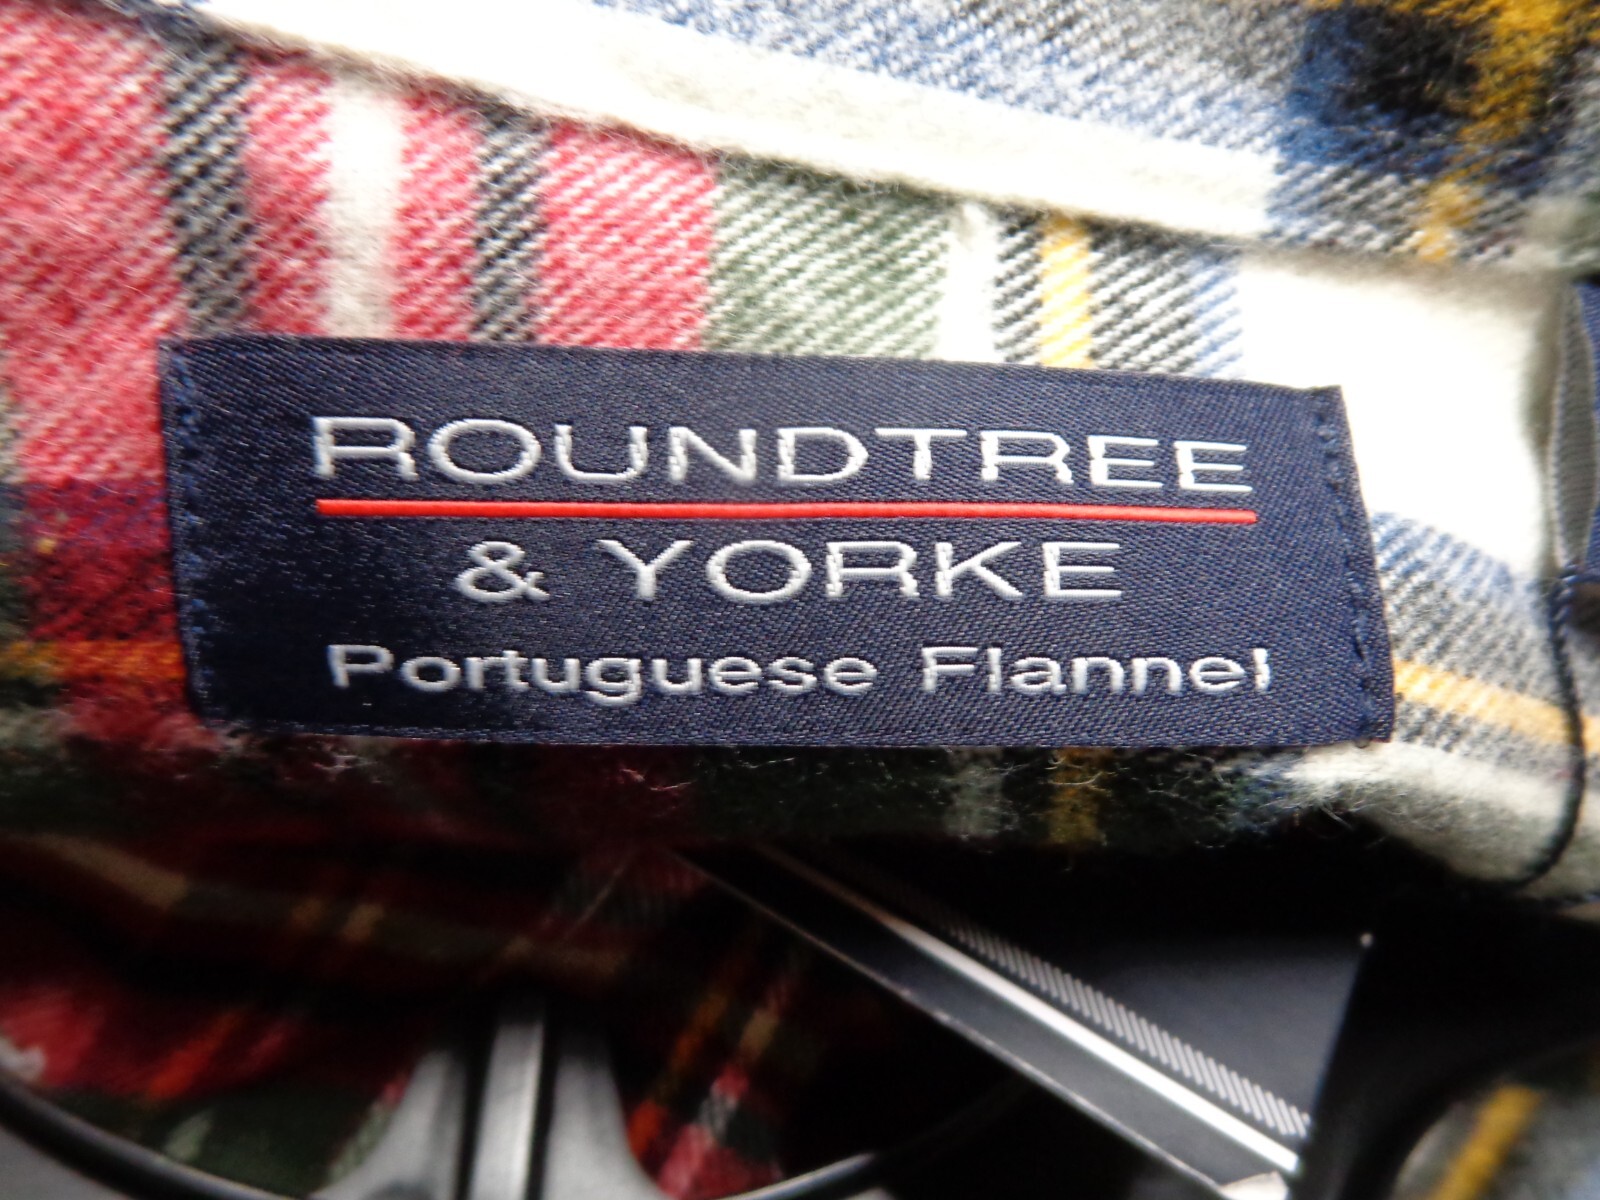 ROUNDTREE
& YORKE
Portuguese Flannel